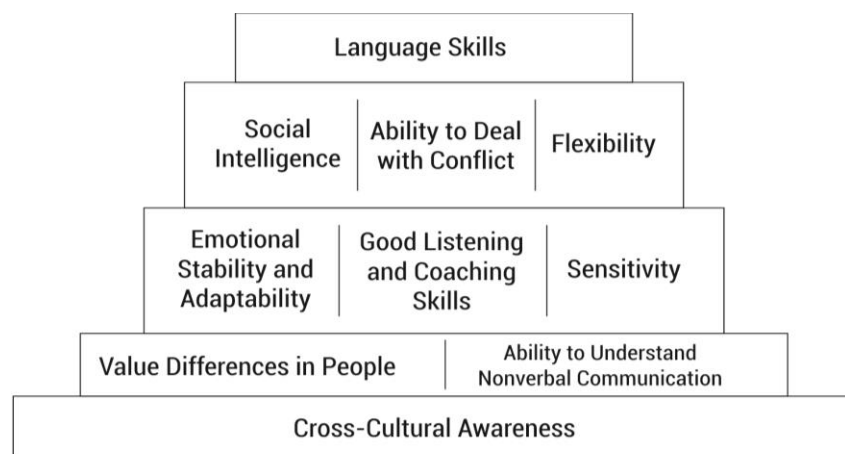 Language Skills
Social
Intelligence
Ability to Deal
with Conflict
Flexibility
Emotional
Stability and
Adaptability
Good Listening
and Coaching
Skills
Sensitivity
Value Differences in People
Ability to Understand
Nonverbal Communication
Cross-Cultural Awareness